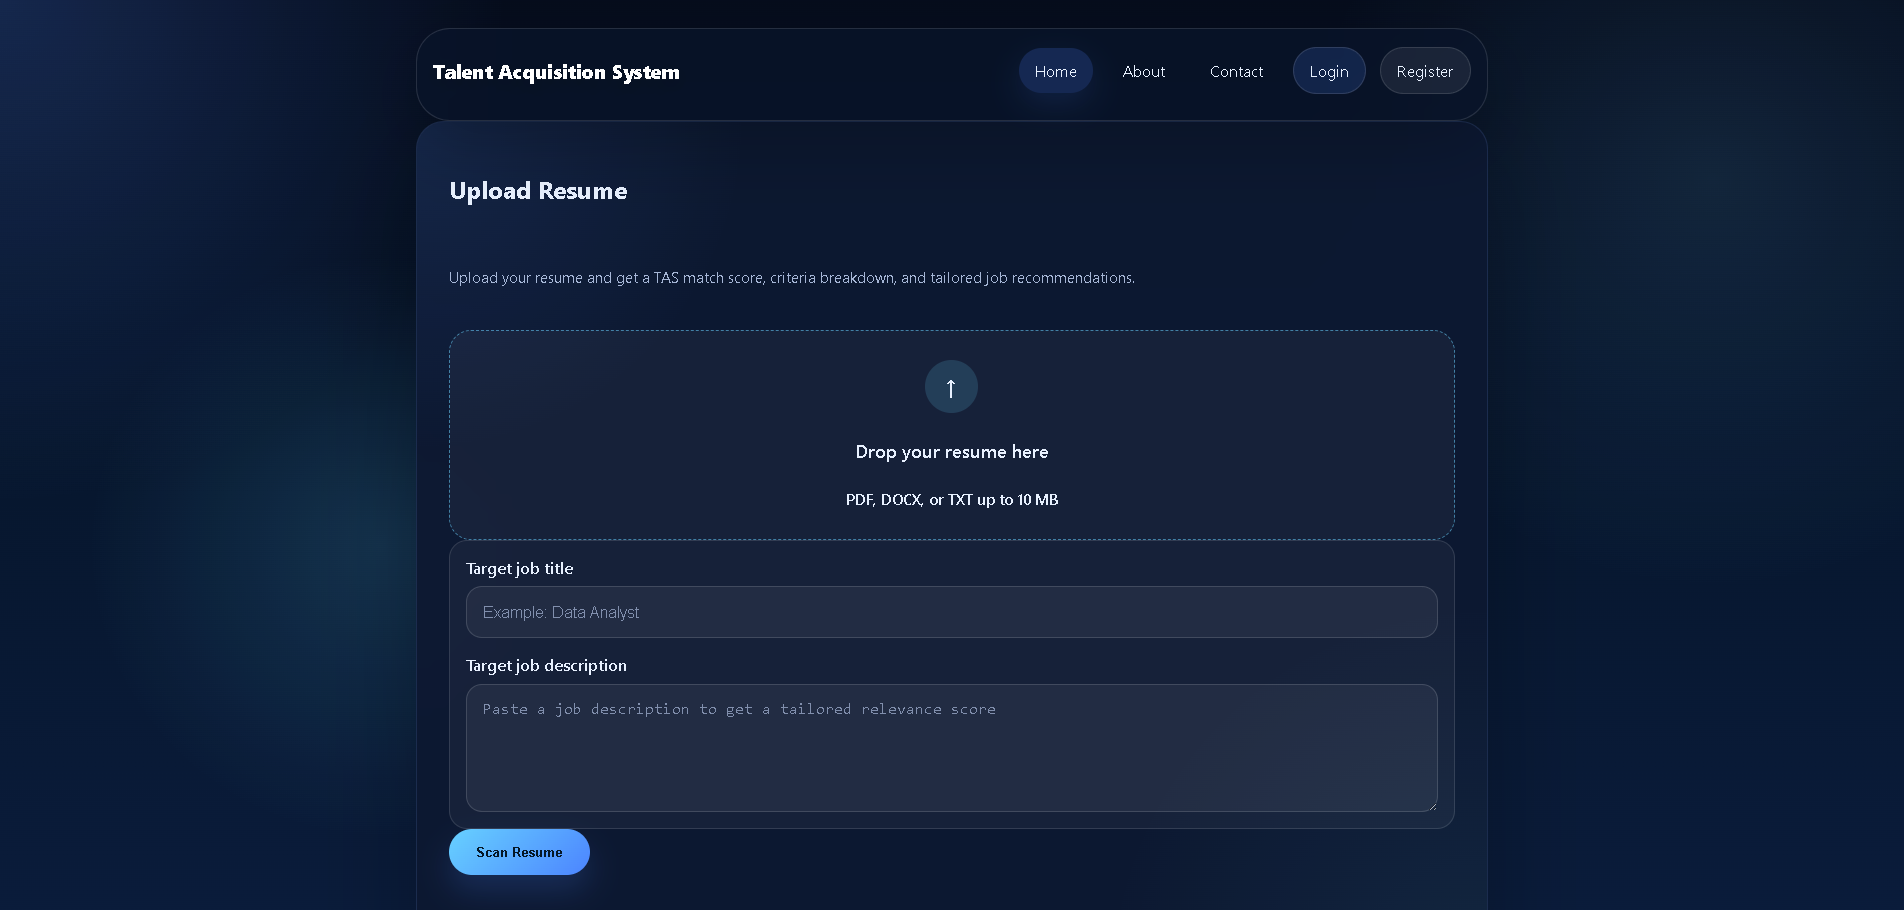 Talent Acquisition System
Home
About
Contact
Login
Register
Upload Resume
Upload your resume and get a TAS match score, criteria breakdown, and tailored job recommendations.
↑
Drop your resume here
PDF, DOCX, or TXT up to 10 MB
Target job title
Example: Data Analyst
Target job description
Paste a job description to get a tailored relevance score
Scan Resume